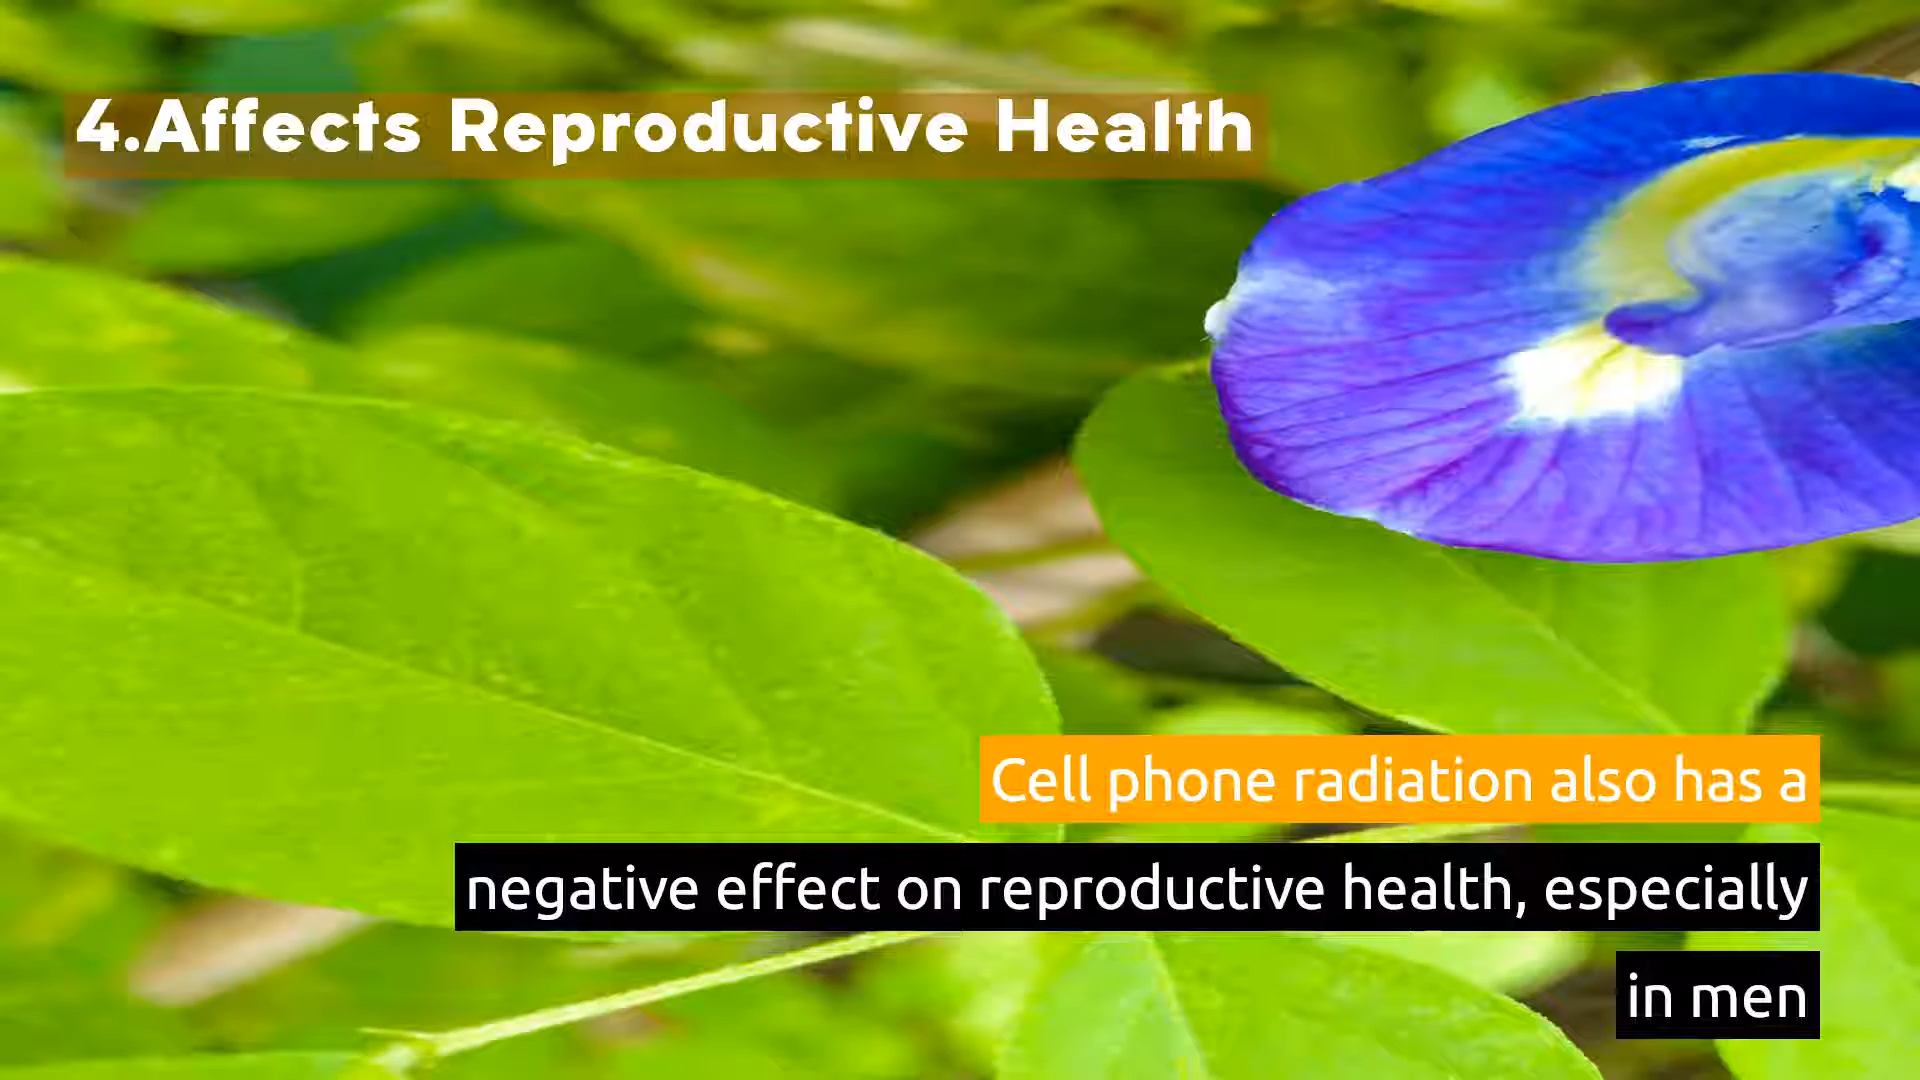 4.Affects Reproductive Health
Cell phone radiation also has a
negative effect on reproductive health, especially
in men